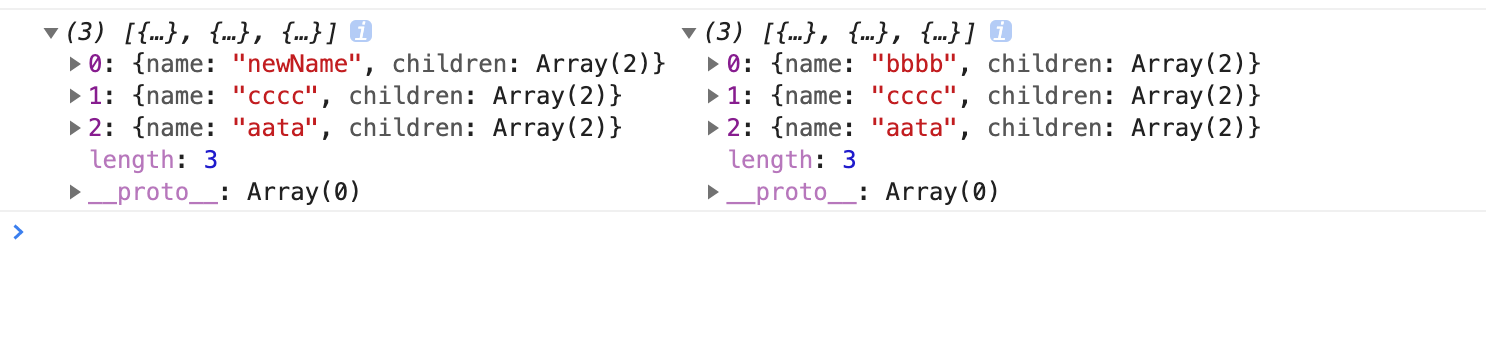 ▼(3) [{…}, {…}, {…}] i ▼(3) [{…}, {…}, {…}] i
▶0: {name: "newName", children: Array(2)} ▶0: {name: "bbbb", children: Array(2)}
▶1: {name: "cccc", children: Array(2)} ▶1: {name: "cccc", children: Array(2)}
▶2: {name: "aata", children: Array(2)} ▶2: {name: "aata", children: Array(2)}
length: 3 length: 3
▶__proto__: Array(0) ▶__proto__: Array(0)
>